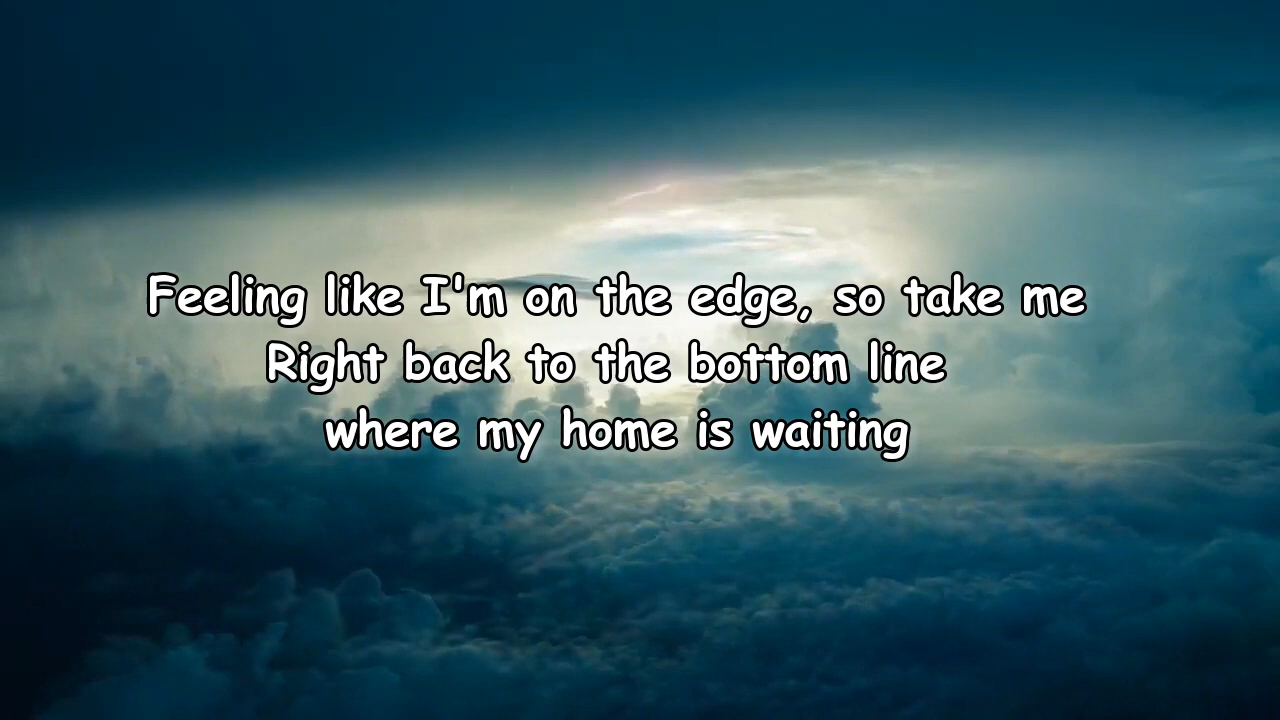 Feeling like I'm on the edge, so take me
Right back to the bottom line
where my home is waiting